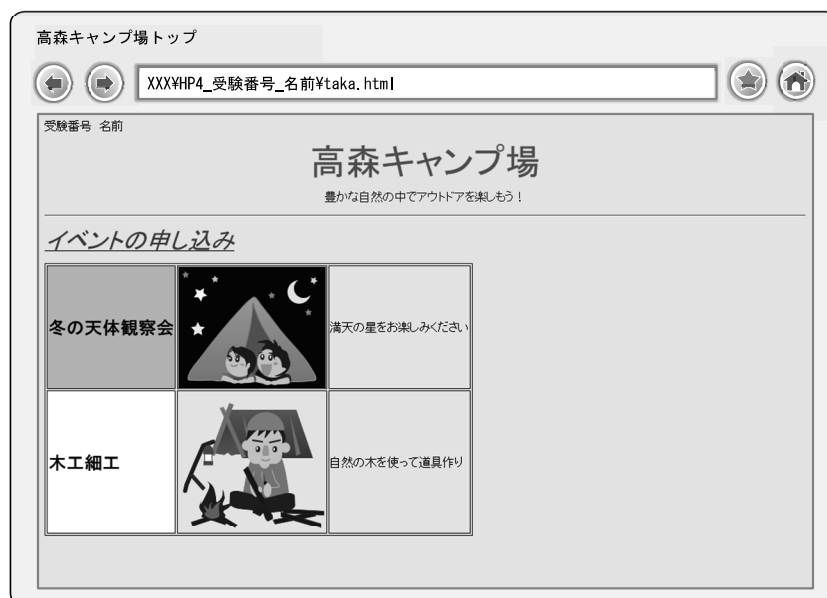 高森キャンプ場トップ
XXX¥HP4_受験番号_名前¥taka.html
受験番号 名前
高森キャンプ場
豊かな自然の中でアウトドアを楽しもう！
イベントの申し込み
冬の天体観察会
満天の星をお楽しみください
木工細工
自然の木を使って道具作り